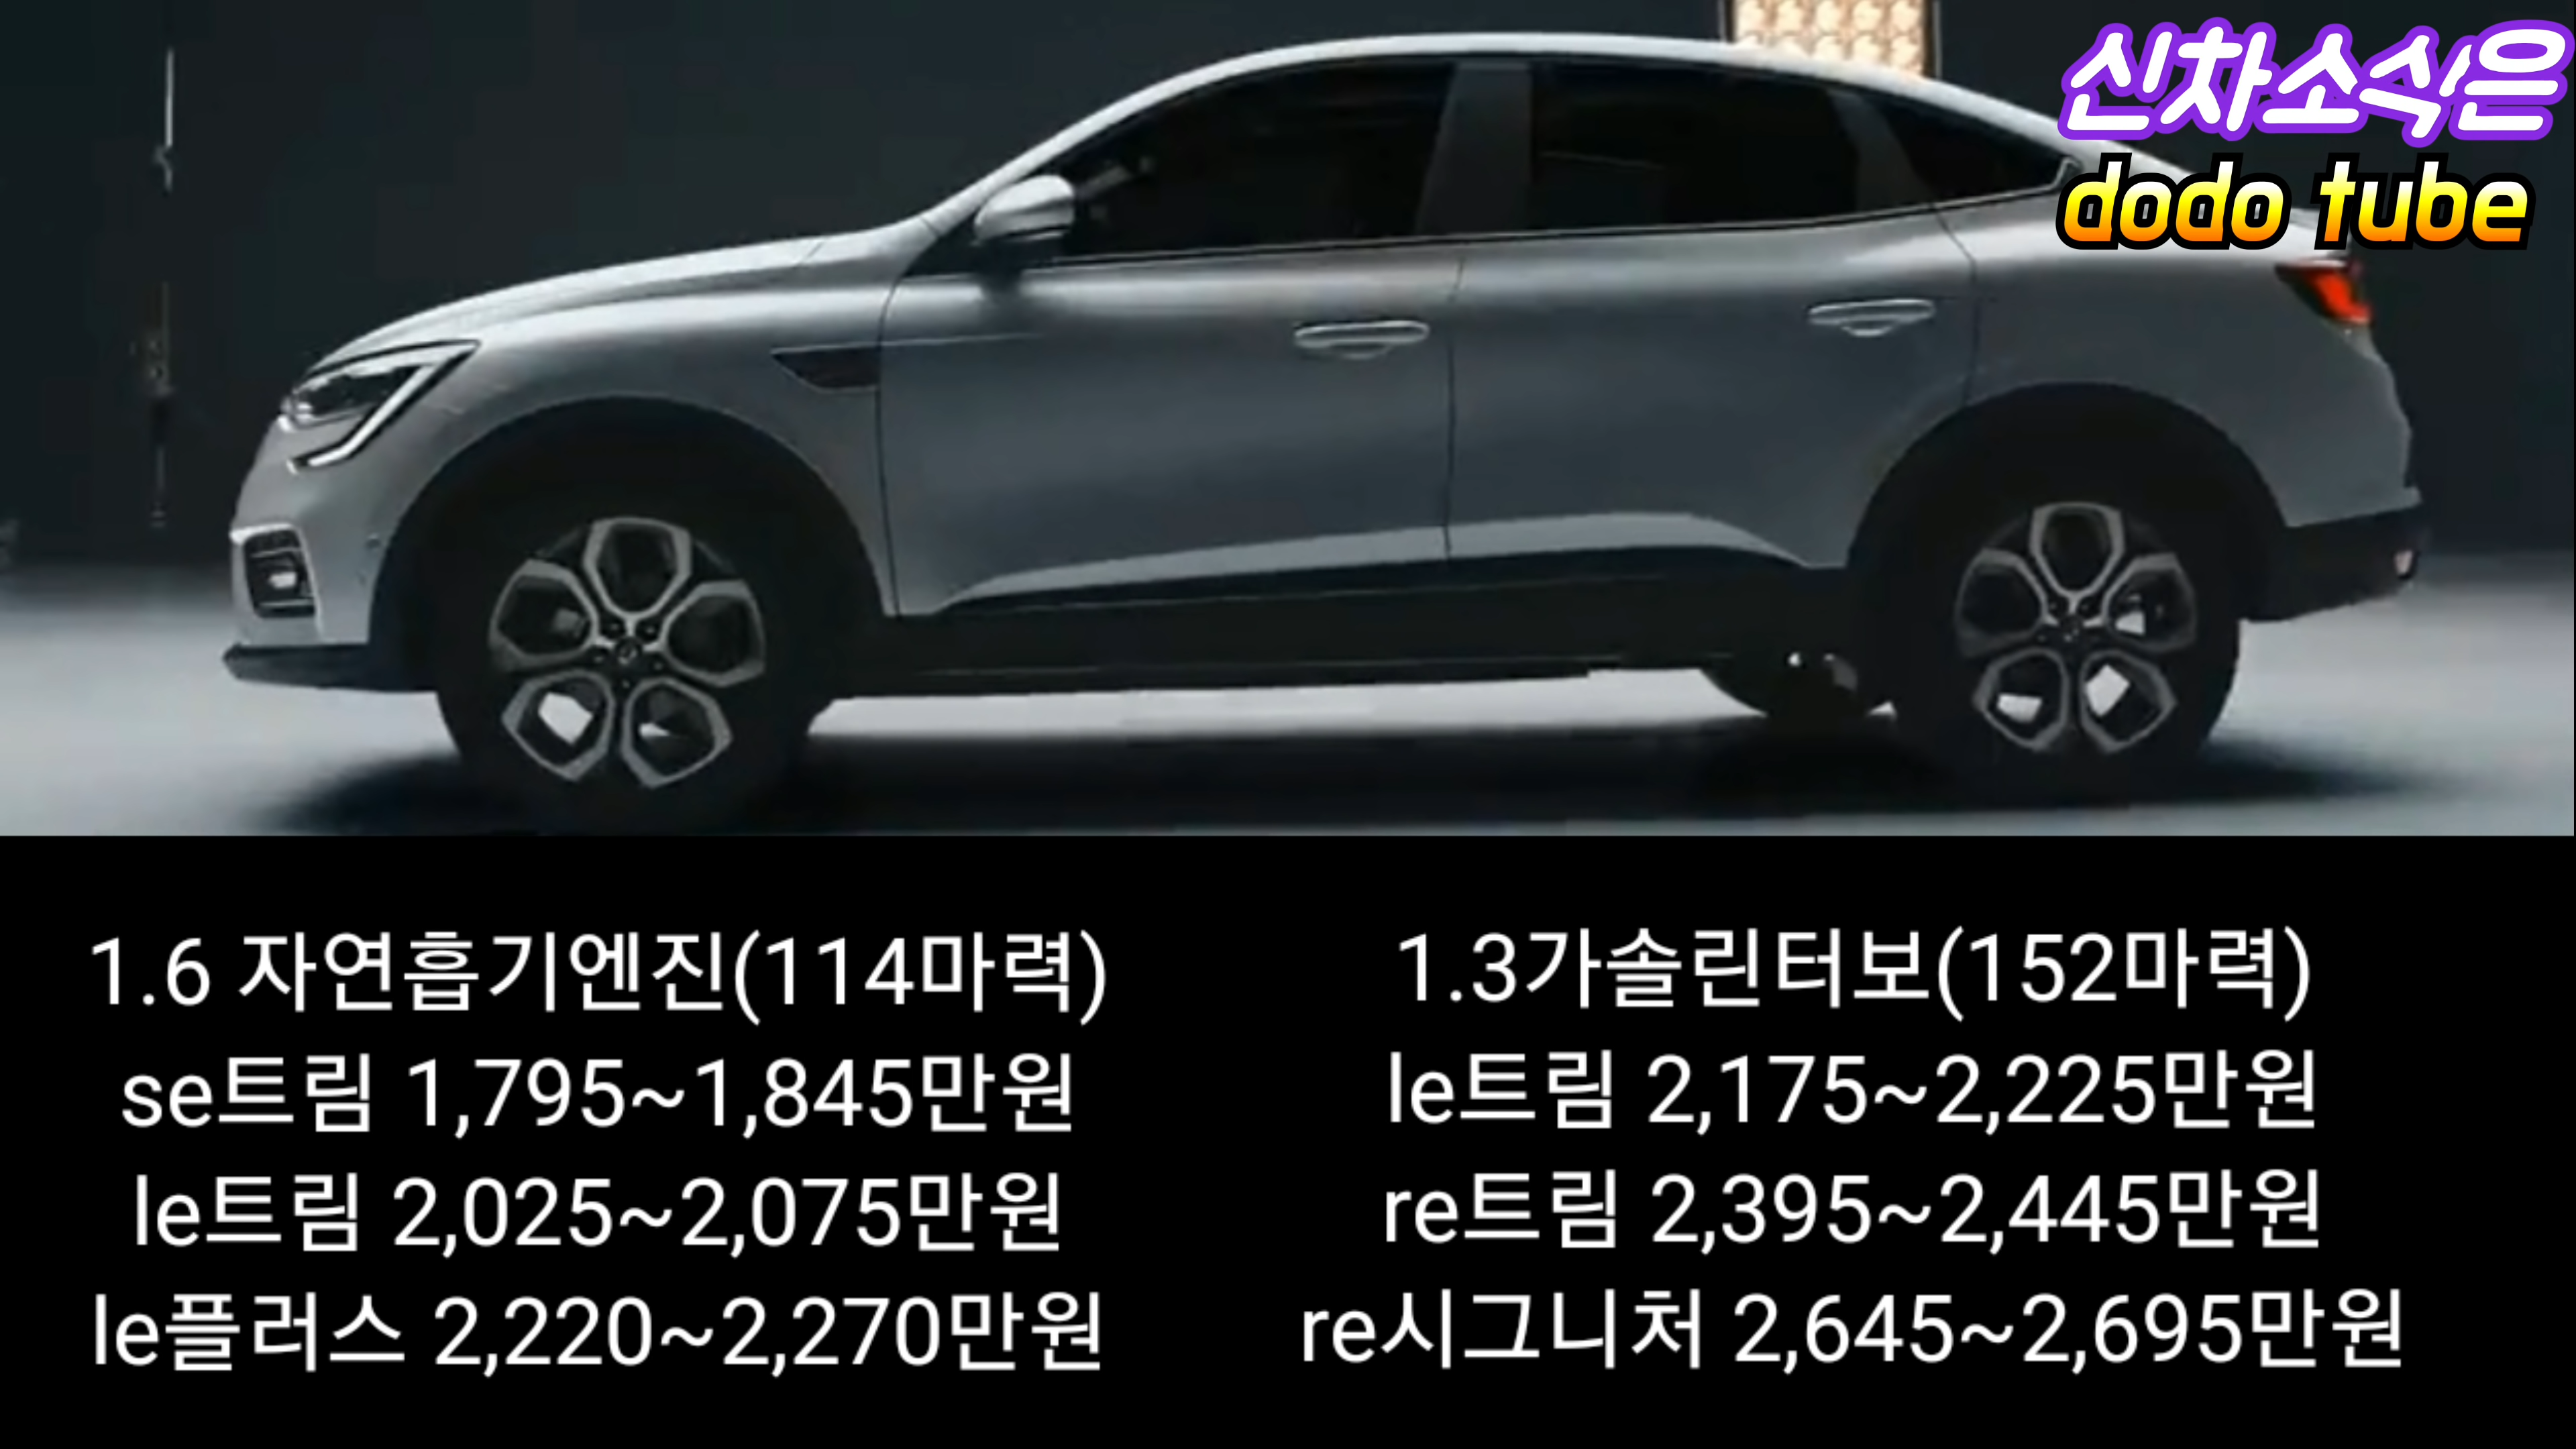 신차소식은
dodo tube
1.6 자연흡기엔진(114마력)
se트림 1,795~1,845만원
le트림 2,025~2,075만원
le플러스 2,220~2,270만원
1.3가솔린터보(152마력)
le트림 2,175~2,225만원
re트림 2,395~2,445만원
re시그니처 2,645~2,695만원